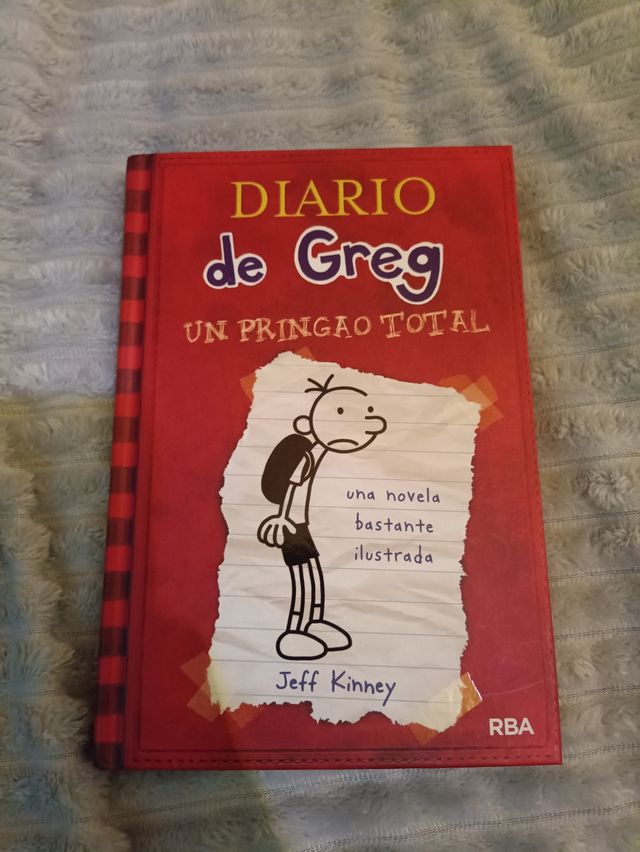 DIARIO
de Greg
UN PRINGAO TOTAL
una novela
bastante
ilustrada
Jeff Kinney
RBA